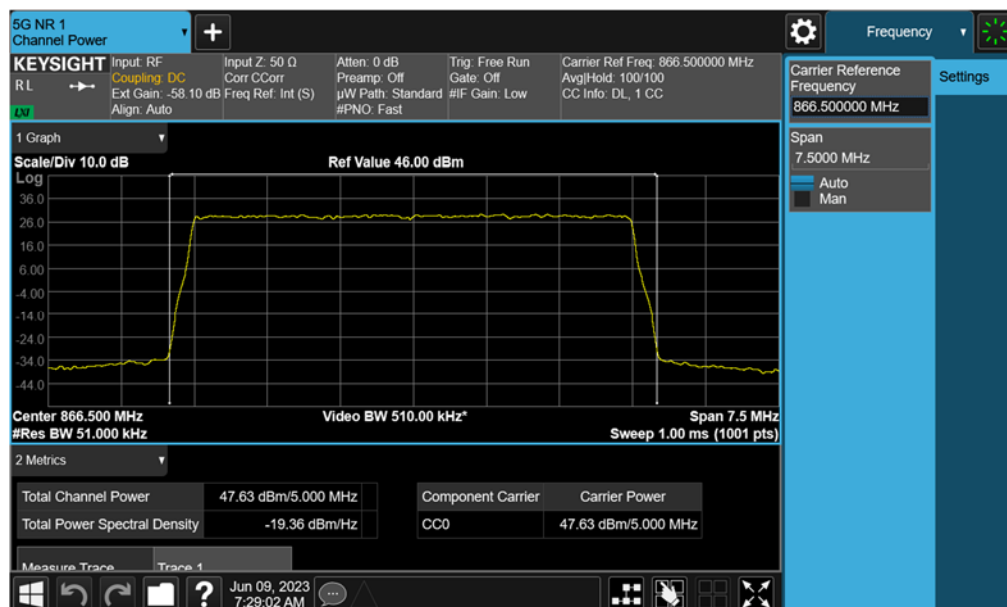 5G NR 1
Channel Power
+
Frequency
KEYSIGHT
R L
LXI
Input: RF
Coupling: DC
Ext Gain: -58.10 dB
Align: Auto
Input Z: 50 Ω
Corr CCorr
Freq Ref: Int (S)
Atten: 0 dB
Preamp: Off
µW Path: Standard
#PNO: Fast
Trig: Free Run
Gate: Off
#IF Gain: Low
Carrier Ref Freq: 866.500000 MHz
Avg|Hold: 100/100
CC Info: DL, 1 CC
Carrier Reference
Frequency
866.500000 MHz
Settings
Span
7.5000 MHz
Auto
Man
1 Graph
Scale/Div 10.0 dB
Ref Value 46.00 dBm
Log
36.0
26.0
16.0
6.00
-4.00
-14.0
-24.0
-34.0
-44.0
Center 866.500 MHz
#Res BW 51.000 kHz
Video BW 510.00 kHz*
Span 7.5 MHz
Sweep 1.00 ms (1001 pts)
2 Metrics
Total Channel Power 47.63 dBm/5.000 MHz
Total Power Spectral Density -19.36 dBm/Hz
Component Carrier Carrier Power
CC0 47.63 dBm/5.000 MHz
Measure Trace Trace 1
?
Jun 09, 2023
7:29:02 AM